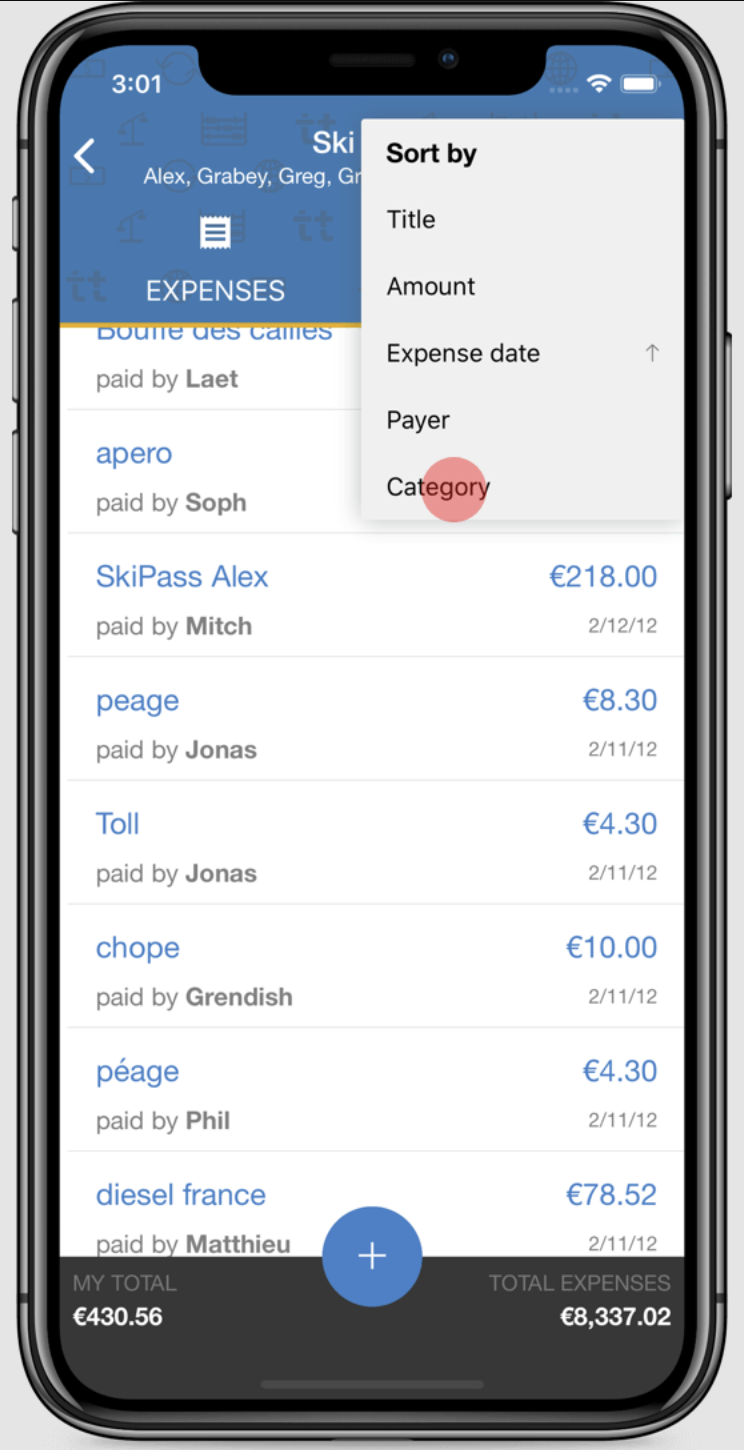 3:01
Ski
Alex, Grabey, Greg, Gr
EXPENSES
Sort by
Title
Amount
Expense date ↑
Payer
Category
Bouffe des cailles
paid by Laet
apero
paid by Soph
SkiPass Alex €218.00
paid by Mitch 2/12/12
peage €8.30
paid by Jonas 2/11/12
Toll €4.30
paid by Jonas 2/11/12
chope €10.00
paid by Grendish 2/11/12
péage €4.30
paid by Phil 2/11/12
diesel france €78.52
paid by Matthieu 2/11/12
+
MY TOTAL TOTAL EXPENSES
€430.56 €8,337.02